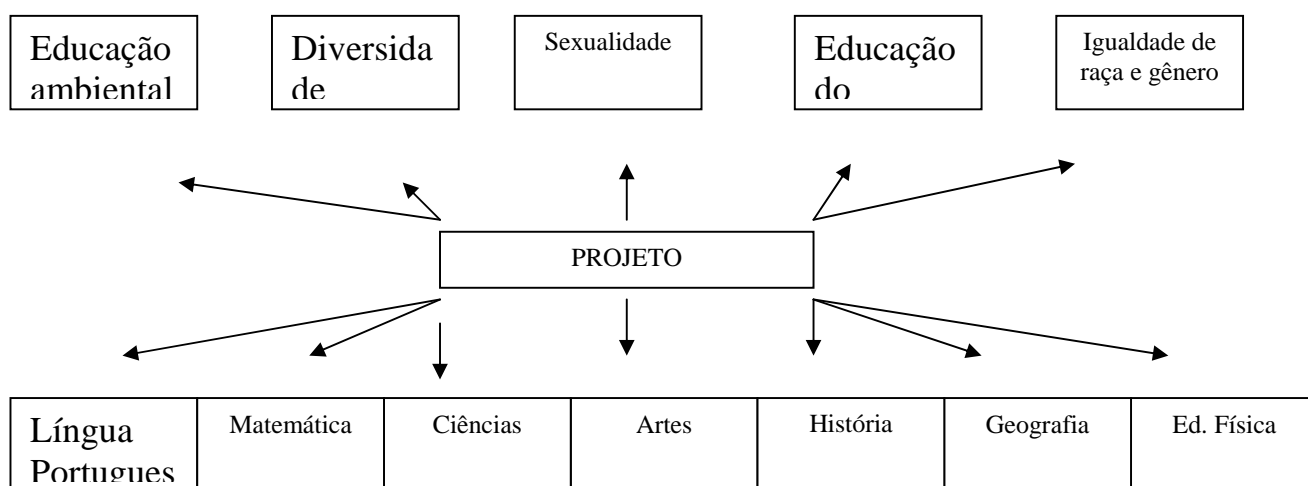 Educação
ambiental
Diversida
de
Sexualidade
Educação
do
Igualdade de
raça e gênero
PROJETO
Língua
Portugues
Matemática
Ciências
Artes
História
Geografia
Ed. Física